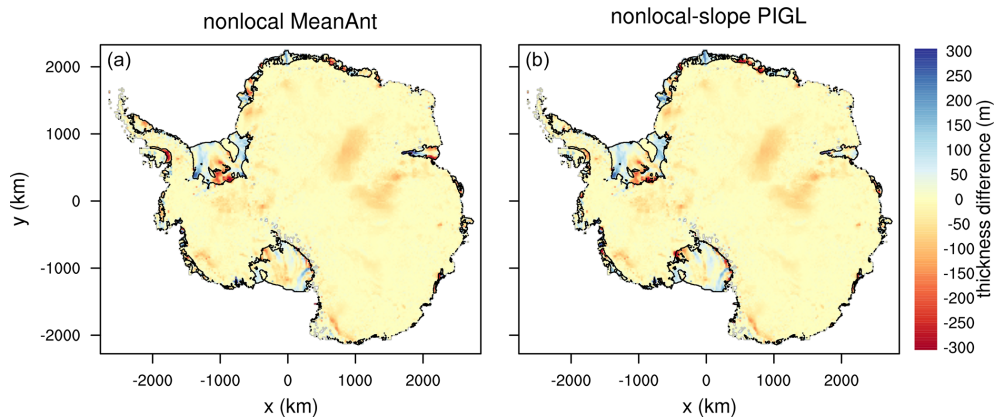 nonlocal MeanAnt
nonlocal-slope PIGL
(a)
(b)
2000
1000
0
-1000
-2000
y (km)
-2000 -1000 0 1000 2000
-2000 -1000 0 1000 2000
x (km)
x (km)
300
250
200
150
100
50
0
-50
-100
-150
-200
-250
-300
thickness difference (m)